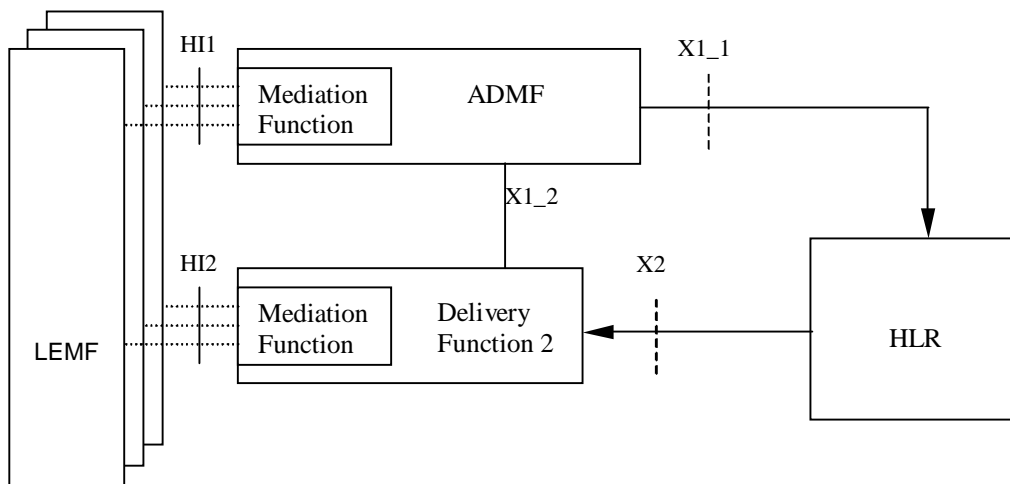 HI1
X1_1
Mediation
Function
ADMF
X1_2
HI2
X2
Mediation
Function
Delivery
Function 2
LEMF
HLR